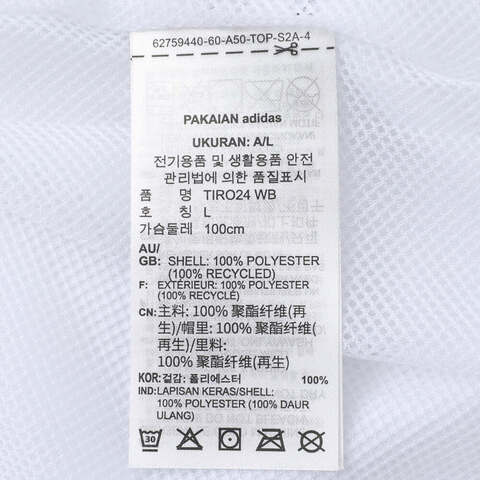 62759440-60-A50-TOP-S2A-4
PAKAIAN adidas
UKURAN: A/L
전기용품 및 생활용품 안전
관리법에 의한 품질표시
품 명 TIRO24 WB
호 칭 L
가슴둘레 100cm
AU/
GB: SHELL: 100% POLYESTER
(100% RECYCLED)
F: EXTÉRIEUR: 100% POLYESTER
(100% RECYCLÉ)
CN: 主料: 100% 聚酯纤维(再
生)/帽里: 100% 聚酯纤维
(再生)/里料:
100% 聚酯纤维(再生)
KOR: 겉감: 폴리에스터 100%
IND: LAPISAN KERAS/SHELL:
100% POLYESTER (100% DAUR
ULANG)
30